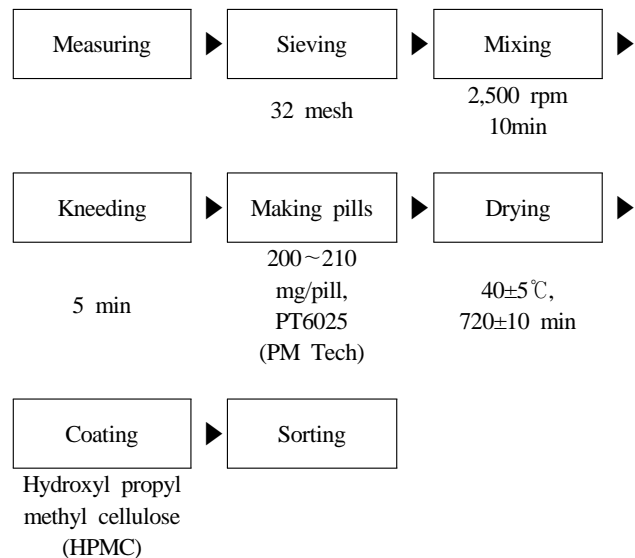 Measuring
Sieving
Mixing
32 mesh
2,500 rpm
10min
Kneeding
Making pills
Drying
5 min
200～210
mg/pill,
PT6025
(PM Tech)
40±5℃,
720±10 min
Coating
Sorting
Hydroxyl propyl
methyl cellulose
(HPMC)